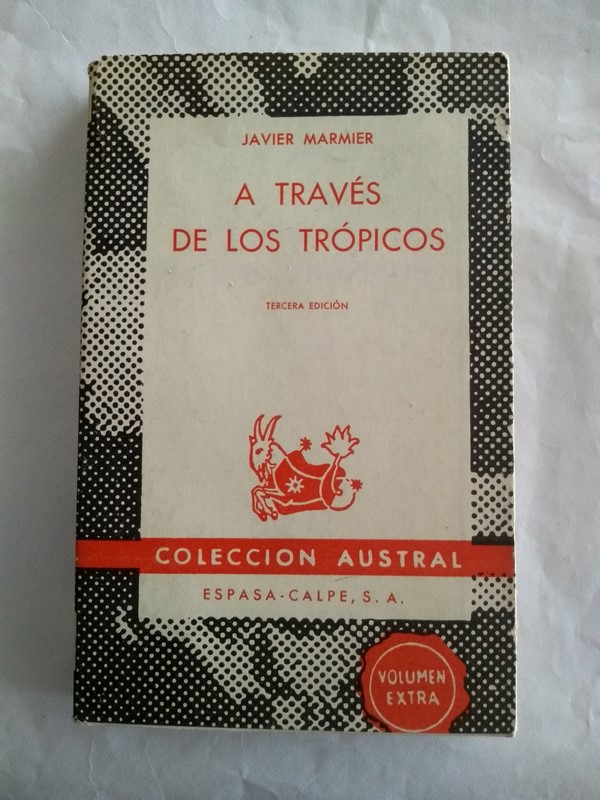 JAVIER MARMIER
A TRAVÉS
DE LOS TRÓPICOS
TERCERA EDICIÓN
COLECCION AUSTRAL
ESPASA-CALPE, S. A.
VOLUMEN
EXTRA